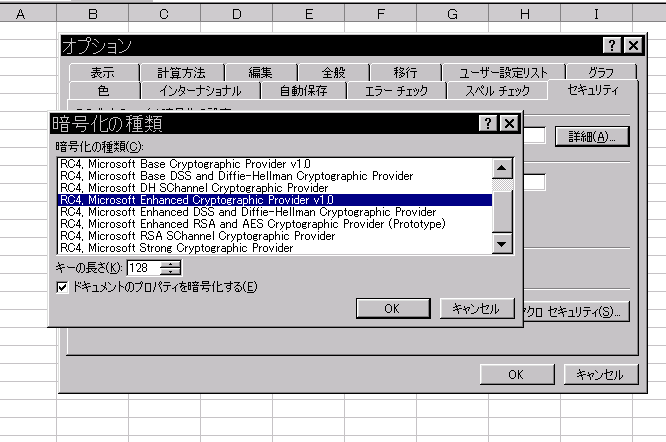 A B C D E F G H I
オプション
表示 計算方法 編集 全般 移行 ユーザー設定リスト グラフ
色 インターナショナル 自動保存 エラー チェック スペル チェック セキュリティ
暗号化の種類
暗号化の種類(C):
詳細(A)...
RC4, Microsoft Base Cryptographic Provider v1.0
RC4, Microsoft Base DSS and Diffie-Hellman Cryptographic Provider
RC4, Microsoft DH SChannel Cryptographic Provider
RC4, Microsoft Enhanced Cryptographic Provider v1.0
RC4, Microsoft Enhanced DSS and Diffie-Hellman Cryptographic Provider
RC4, Microsoft Enhanced RSA and AES Cryptographic Provider (Prototype)
RC4, Microsoft RSA SChannel Cryptographic Provider
RC4, Microsoft Strong Cryptographic Provider
キーの長さ(K): 128
ドキュメントのプロパティを暗号化する(E)
OK キャンセル
セキュリティ(S)...
OK キャンセル